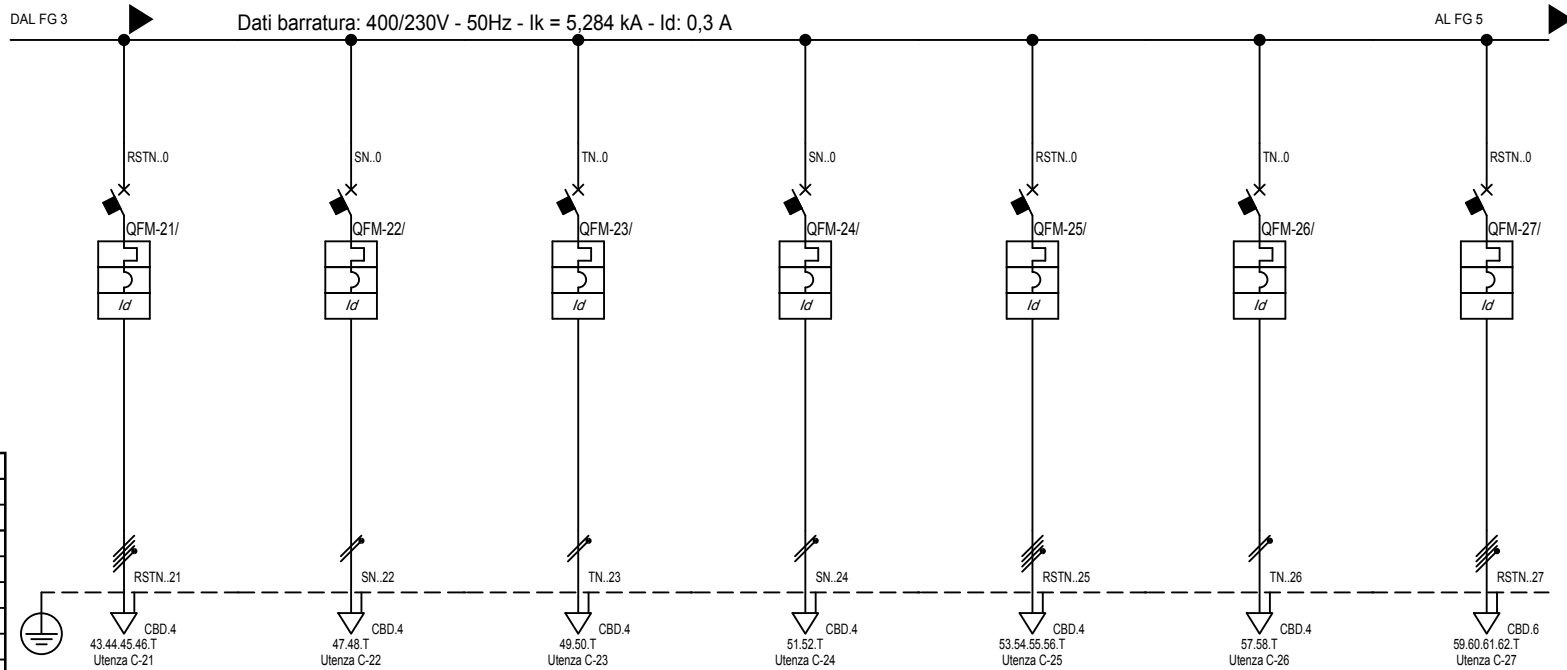 DAL FG 3
Dati barratura: 400/230V - 50Hz - Ik = 5,284 kA - Id: 0,3 A
AL FG 5
RSTN..0
SN..0
TN..0
SN..0
RSTN..0
TN..0
RSTN..0
QFM-21/
QFM-22/
QFM-23/
QFM-24/
QFM-25/
QFM-26/
QFM-27/
Id
Id
Id
Id
Id
Id
Id
RSTN..21
SN..22
TN..23
SN..24
RSTN..25
TN..26
RSTN..27
CBD.4
CBD.4
CBD.4
CBD.4
CBD.4
CBD.4
CBD.6
43.44.45.46.T
47.48.T
49.50.T
51.52.T
53.54.55.56.T
57.58.T
59.60.61.62.T
Utenza C-21
Utenza C-22
Utenza C-23
Utenza C-24
Utenza C-25
Utenza C-26
Utenza C-27